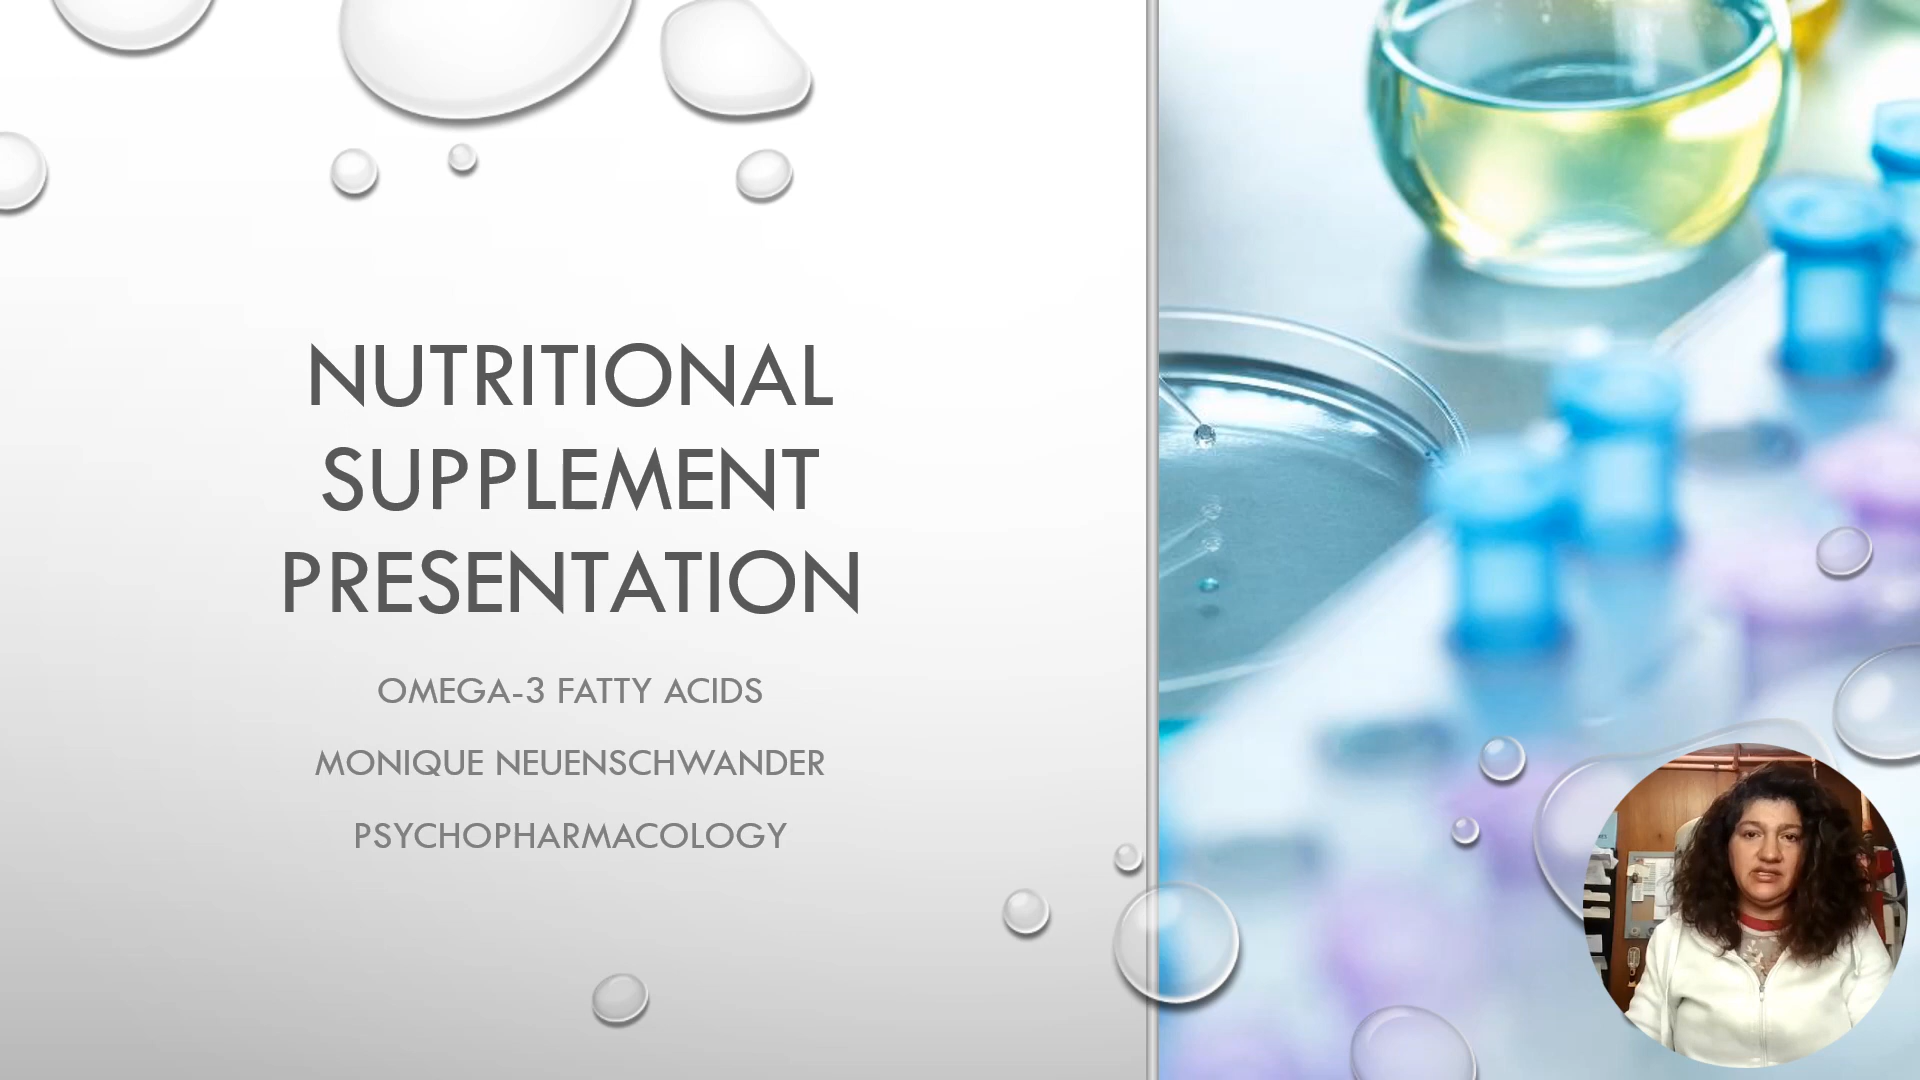 NUTRITIONAL
SUPPLEMENT
PRESENTATION
OMEGA-3 FATTY ACIDS
MONIQUE NEUENSCHWANDER
PSYCHOPHARMACOLOGY